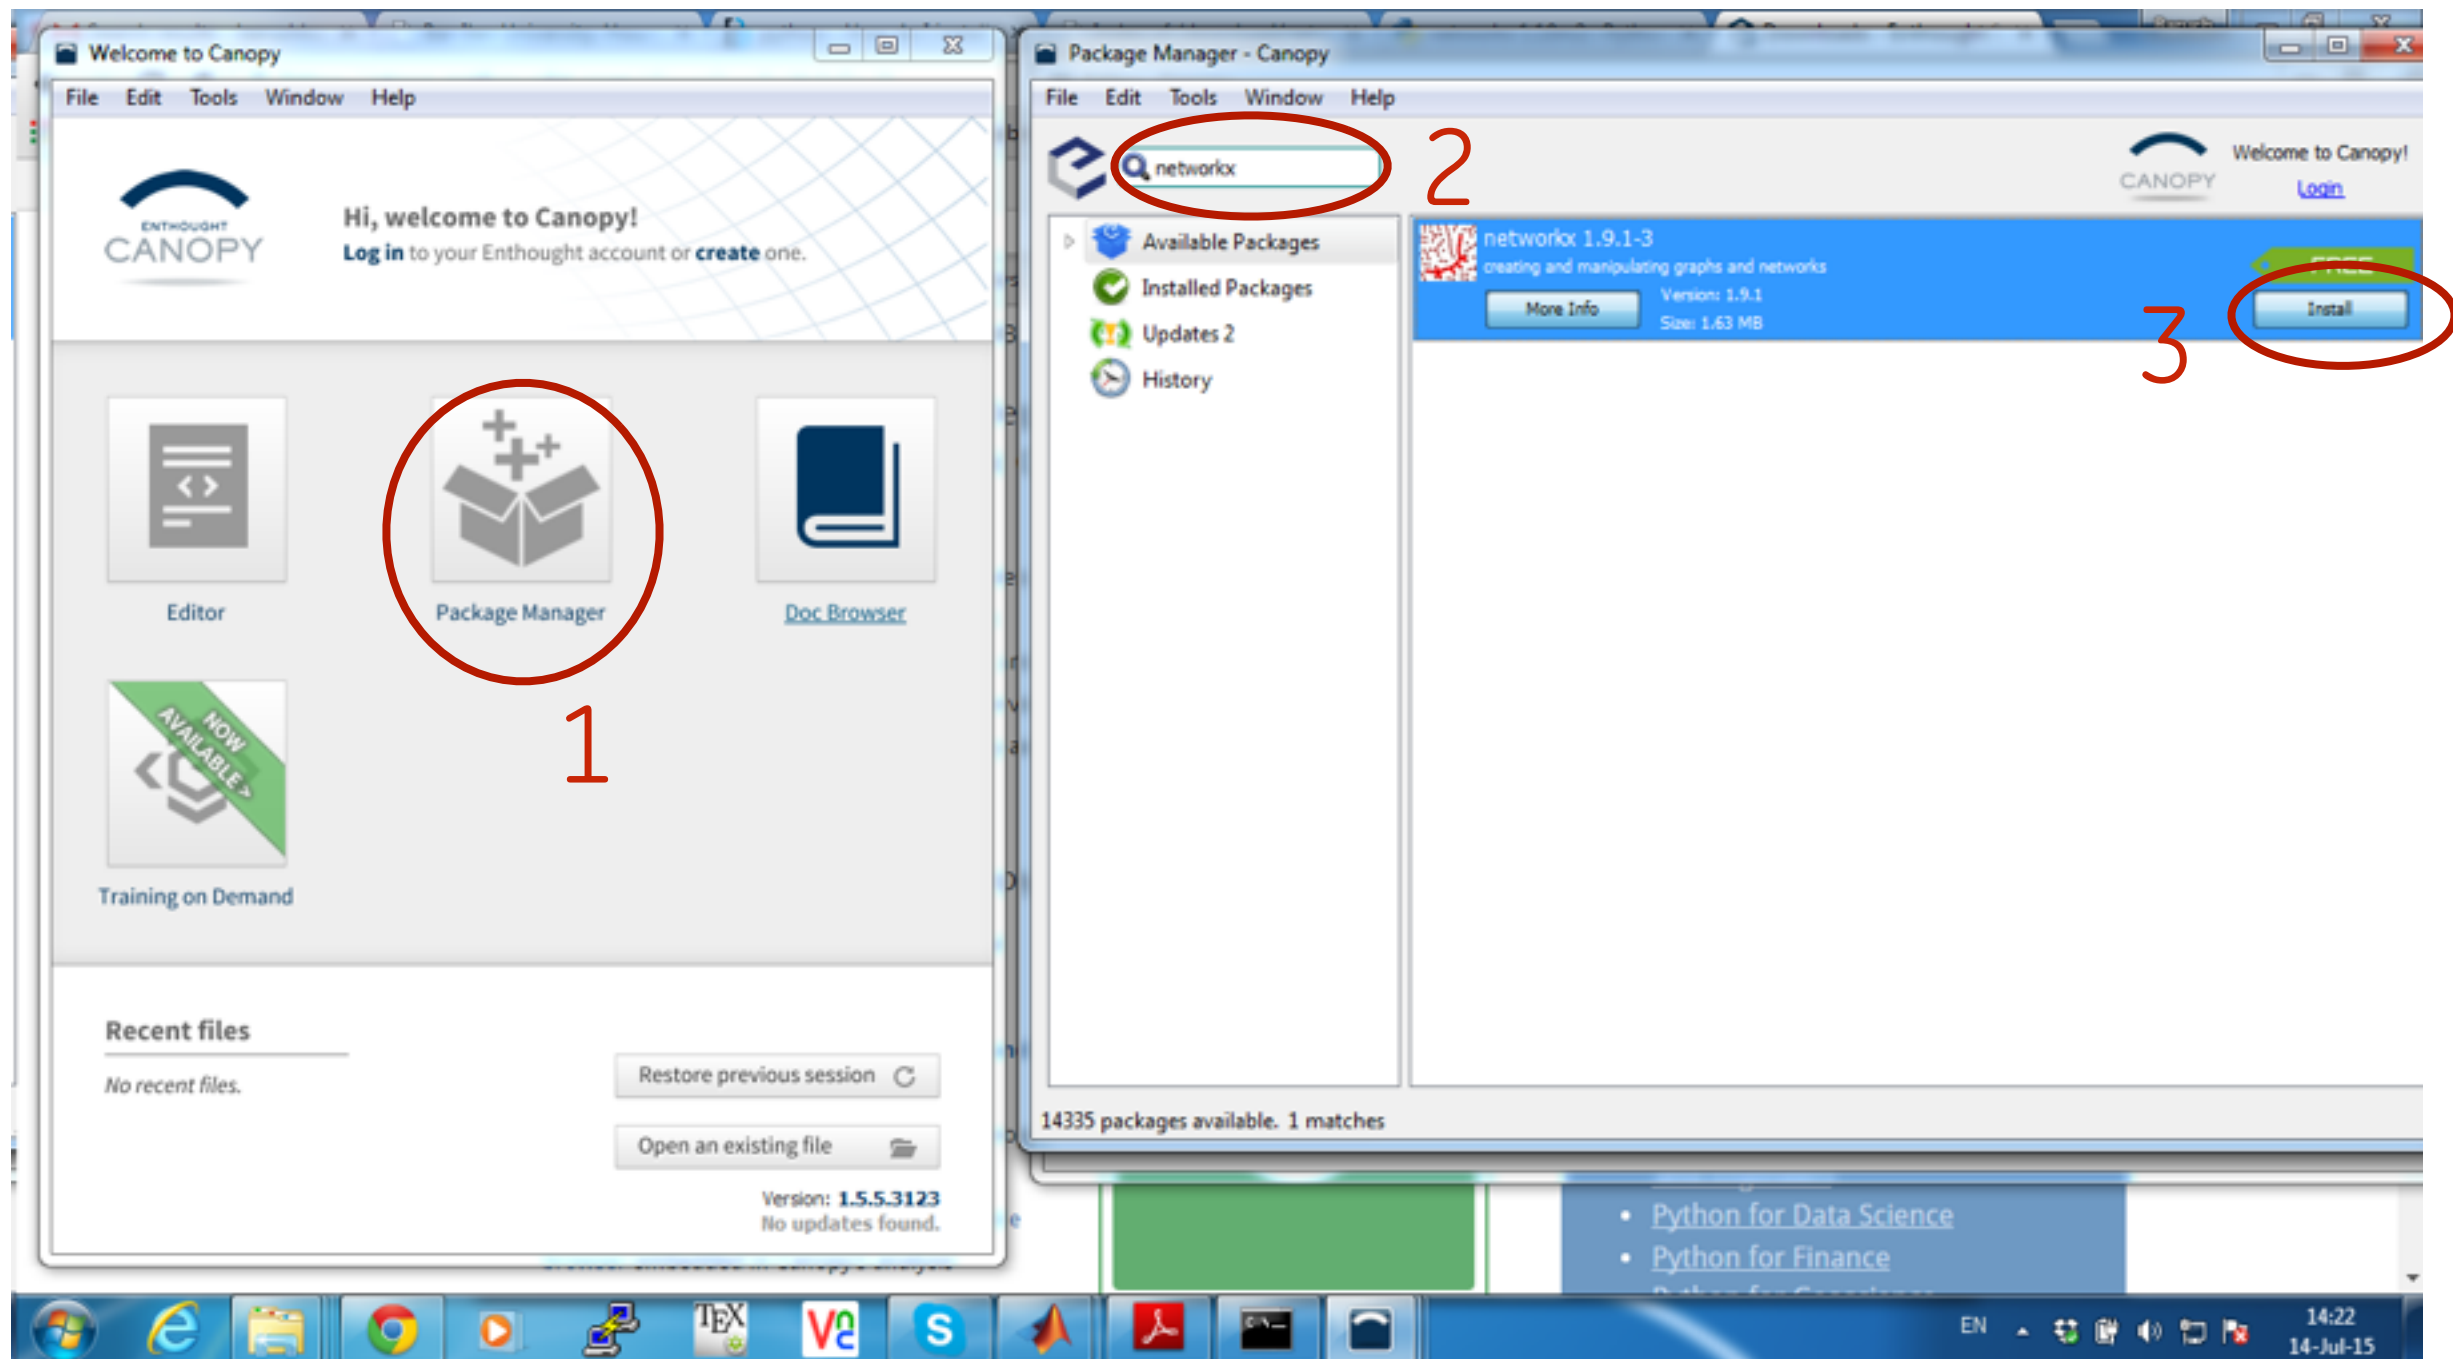 Welcome to Canopy
File Edit Tools Window Help
ENTHOUGHT
CANOPY
Hi, welcome to Canopy!
Log in to your Enthought account or create one.
Editor
Package Manager
Doc Browser
1
NOW
AVAILABLE >
Training on Demand
Recent files
No recent files.
Restore previous session
Open an existing file
Version: 1.5.5.3123
No updates found.
Package Manager - Canopy
File Edit Tools Window Help
networkx
2
CANOPY
Welcome to Canopy!
Login
Available Packages
Installed Packages
Updates 2
History
networkx 1.9.1-3
creating and manipulating graphs and networks
More Info
Version: 1.9.1
Size: 1.63 MB
FREE
Install
3
14335 packages available. 1 matches
Python for Data Science
Python for Finance
TEX
EN
14:22
14-Jul-15